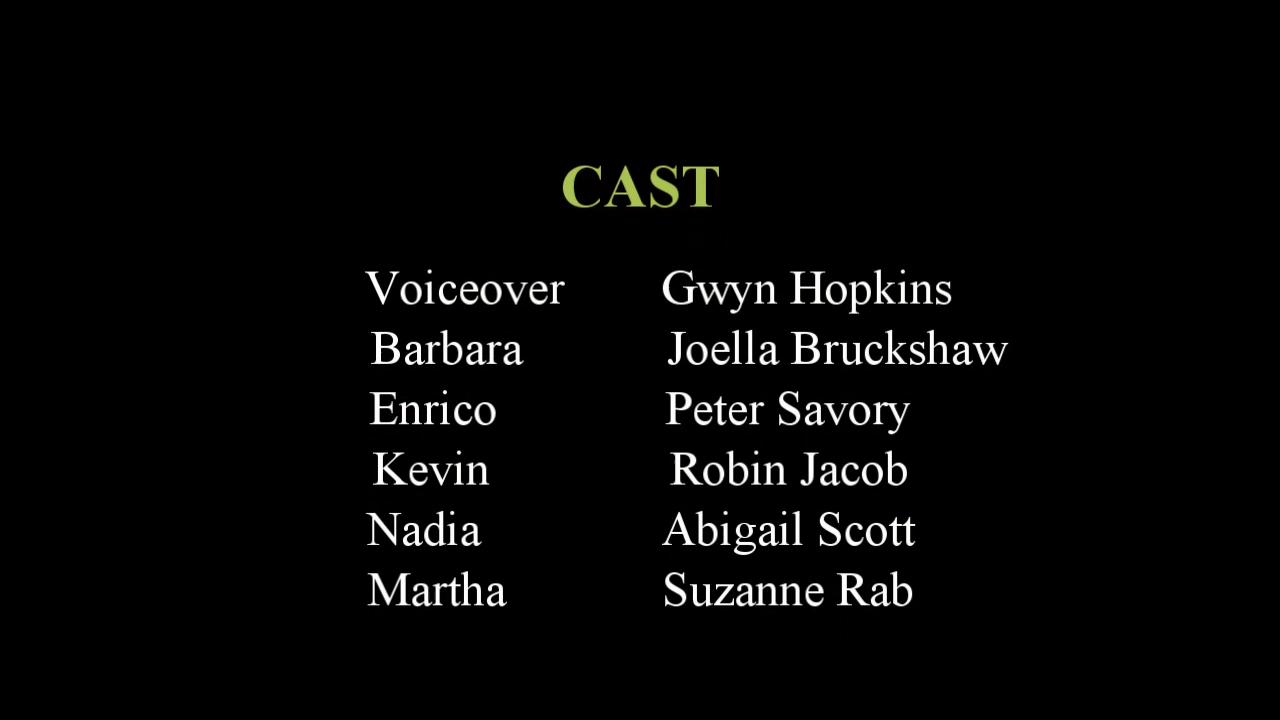 CAST
Voiceover Gwyn Hopkins
Barbara Joella Bruckshaw
Enrico Peter Savory
Kevin Robin Jacob
Nadia Abigail Scott
Martha Suzanne Rab